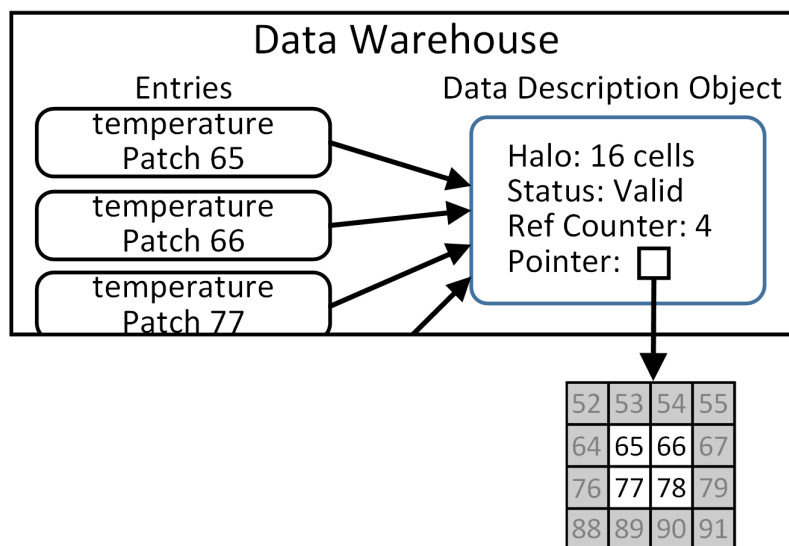 Data Warehouse
Entries
Data Description Object
temperature
Patch 65
temperature
Patch 66
temperature
Patch 77
Halo: 16 cells
Status: Valid
Ref Counter: 4
Pointer:
52 53 54 55
64 65 66 67
76 77 78 79
88 89 90 91